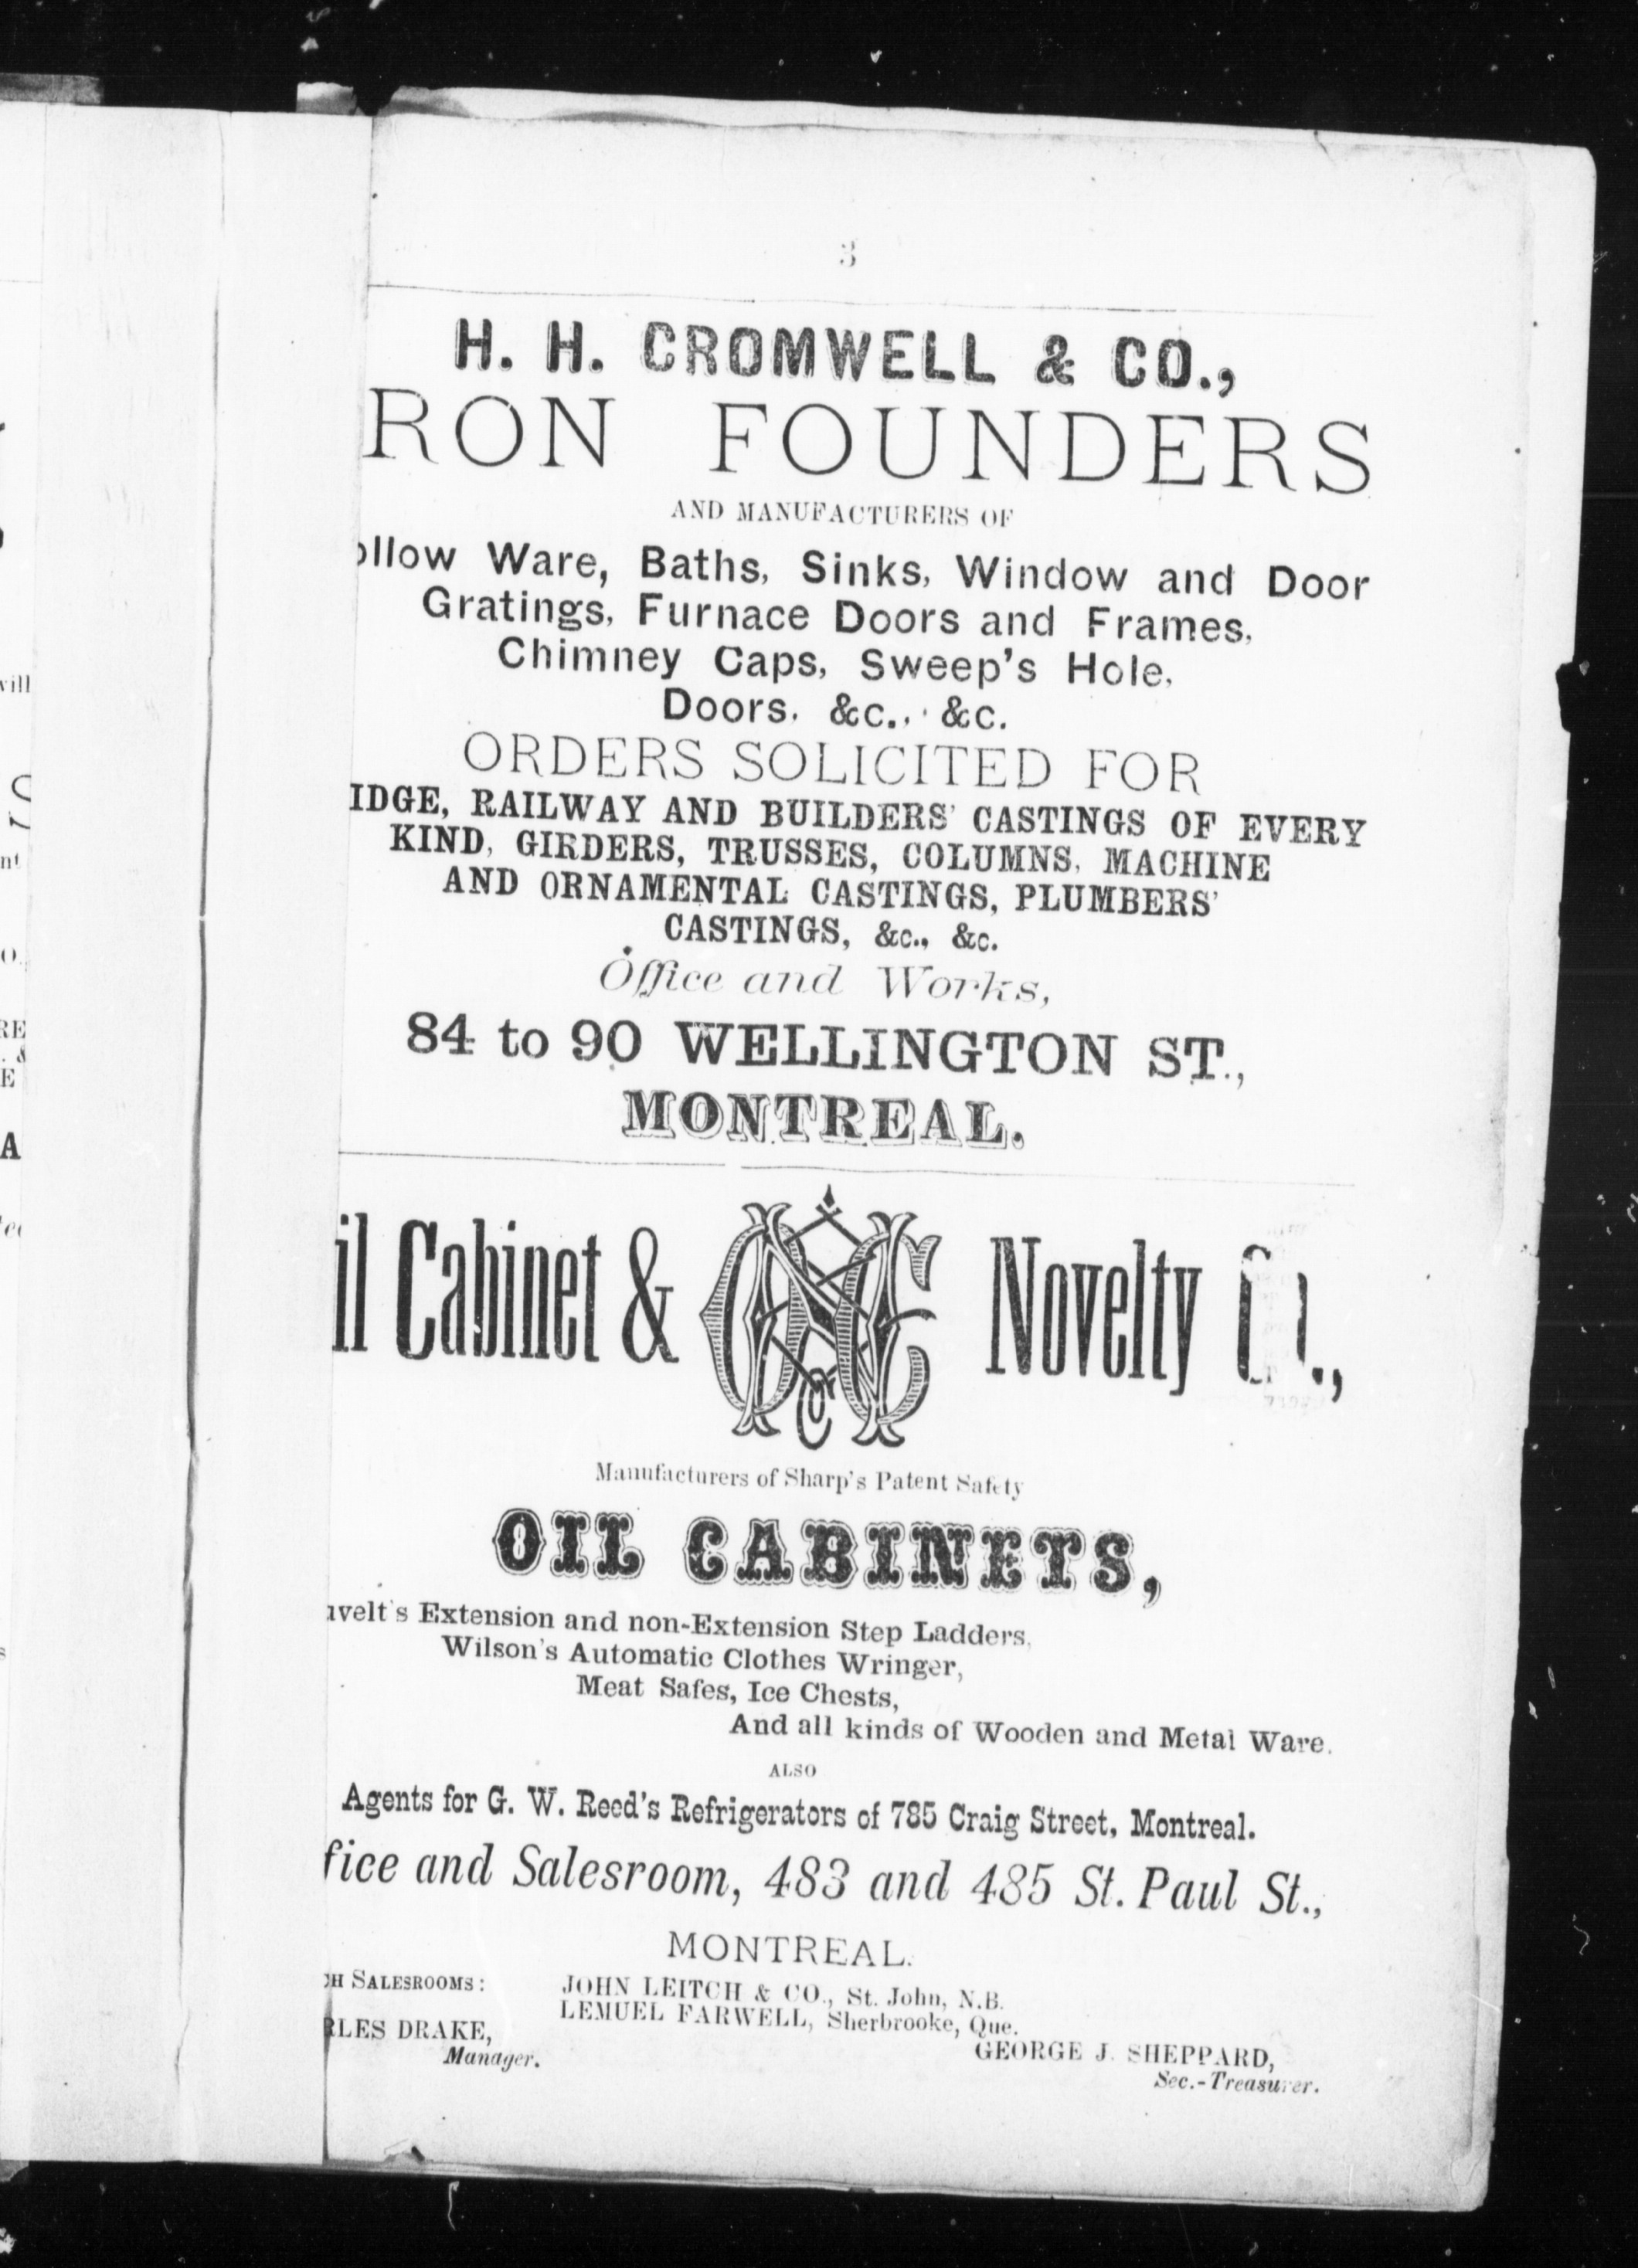 3
H. H. CROMWELL & CO.,
RON FOUNDERS
AND MANUFACTURERS OF
ollow Ware, Baths, Sinks, Window and Door
Gratings, Furnace Doors and Frames,
Chimney Caps, Sweep's Hole,
Doors, &c., &c.
ORDERS SOLICITED FOR
IDGE, RAILWAY AND BUILDERS' CASTINGS OF EVERY
KIND, GIRDERS, TRUSSES, COLUMNS, MACHINE
AND ORNAMENTAL CASTINGS, PLUMBERS'
CASTINGS, &c., &c.
Office and Works,
84 to 90 WELLINGTON ST.,
MONTREAL.
il Cabinet & Novelty Co.,
Manufacturers of Sharp's Patent Safety
OIL CABINETS,
avelt's Extension and non-Extension Step Ladders,
Wilson's Automatic Clothes Wringer,
Meat Safes, Ice Chests,
And all kinds of Wooden and Metal Ware.
ALSO
Agents for G. W. Reed's Refrigerators of 785 Craig Street, Montreal.
fice and Salesroom, 483 and 485 St. Paul St.,
MONTREAL.
CH SALESROOMS: JOHN LEITCH & CO., St. John, N.B.
LEMUEL FARWELL, Sherbrooke, Que.
RLES DRAKE,
Manager.
GEORGE J. SHEPPARD,
Sec.-Treasurer.